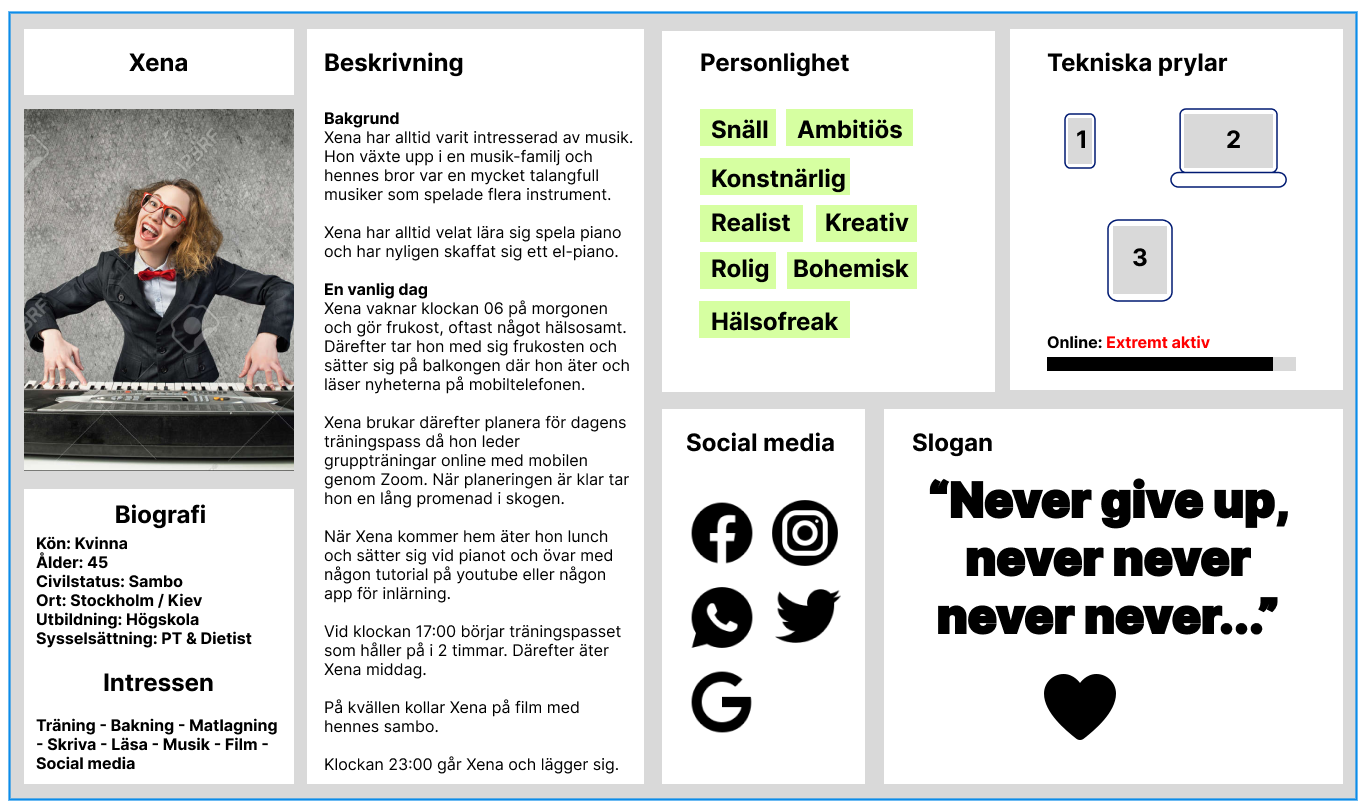 Xena
Biografi
Kön: Kvinna
Ålder: 45
Civilstatus: Sambo
Ort: Stockholm / Kiev
Utbildning: Högskola
Sysselsättning: PT & Dietist
Intressen
Träning - Bakning - Matlagning
- Skriva - Läsa - Musik - Film -
Social media
Beskrivning
Bakgrund
Xena har alltid varit intresserad av musik.
Hon växte upp i en musik-familj och
hennes bror var en mycket talangfull
musiker som spelade flera instrument.
Xena har alltid velat lära sig spela piano
och har nyligen skaffat sig ett el-piano.
En vanlig dag
Xena vaknar klockan 06 på morgonen
och gör frukost, oftast något hälsosamt.
Därefter tar hon med sig frukosten och
sätter sig på balkongen där hon äter och
läser nyheterna på mobiltelefonen.
Xena brukar därefter planera för dagens
träningspass då hon leder
gruppträningar online med mobilen
genom Zoom. När planeringen är klar tar
hon en lång promenad i skogen.
När Xena kommer hem äter hon lunch
och sätter sig vid pianot och övar med
någon tutorial på youtube eller någon
app för inlärning.
Vid klockan 17:00 börjar träningspasset
som håller på i 2 timmar. Därefter äter
Xena middag.
På kvällen kollar Xena på film med
hennes sambo.
Klockan 23:00 går Xena och lägger sig.
Personlighet
Snäll Ambitiös
Konstnärlig
Realist Kreativ
Rolig Bohemisk
Hälsofreak
Tekniska prylar
1 2
3
Online: Extremt aktiv
Social media
Slogan
“Never give up,
never never
never never...”